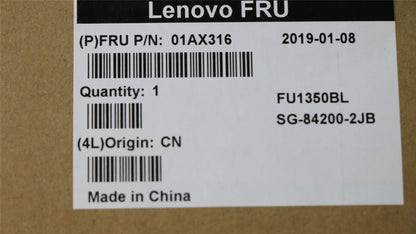 Lenovo FRU
(P)FRU P/N: 01AX316 2019-01-08
Quantity: 1
FU1350BL
SG-84200-2JB
(4L)Origin: CN
Made in China